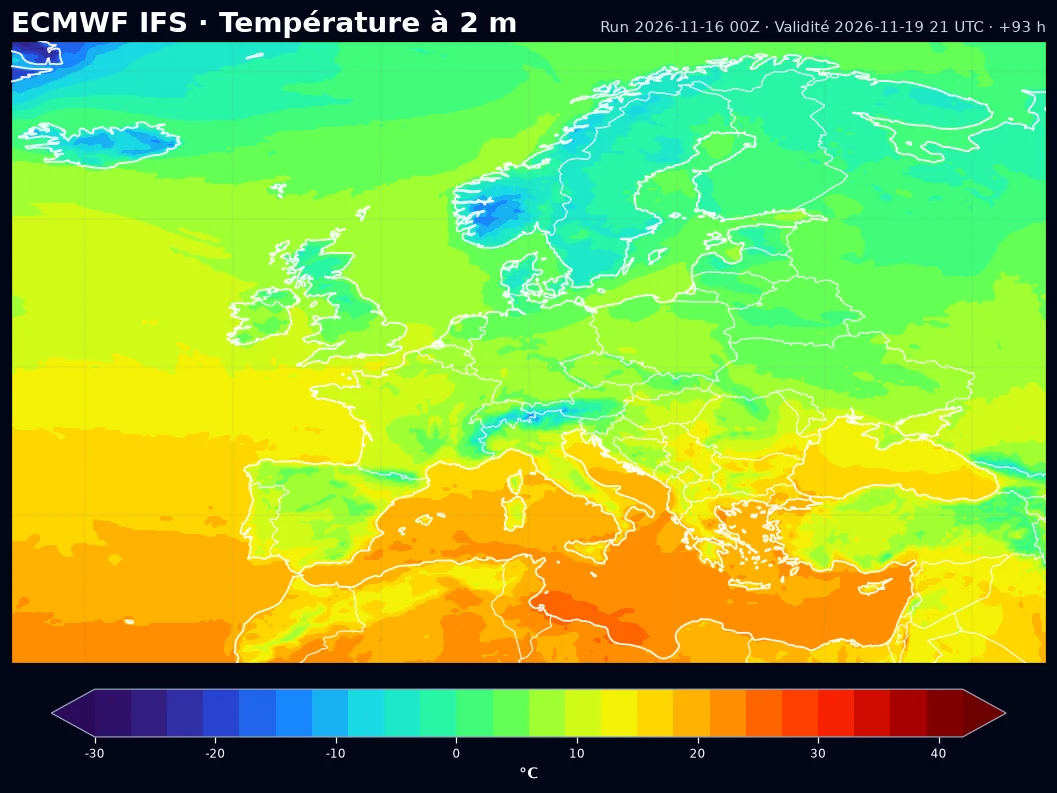 ECMWF IFS · Température à 2 m
Run 2026-11-16 00Z · Validité 2026-11-19 21 UTC · +93 h
-30 -20 -10 0 10 20 30 40
°C